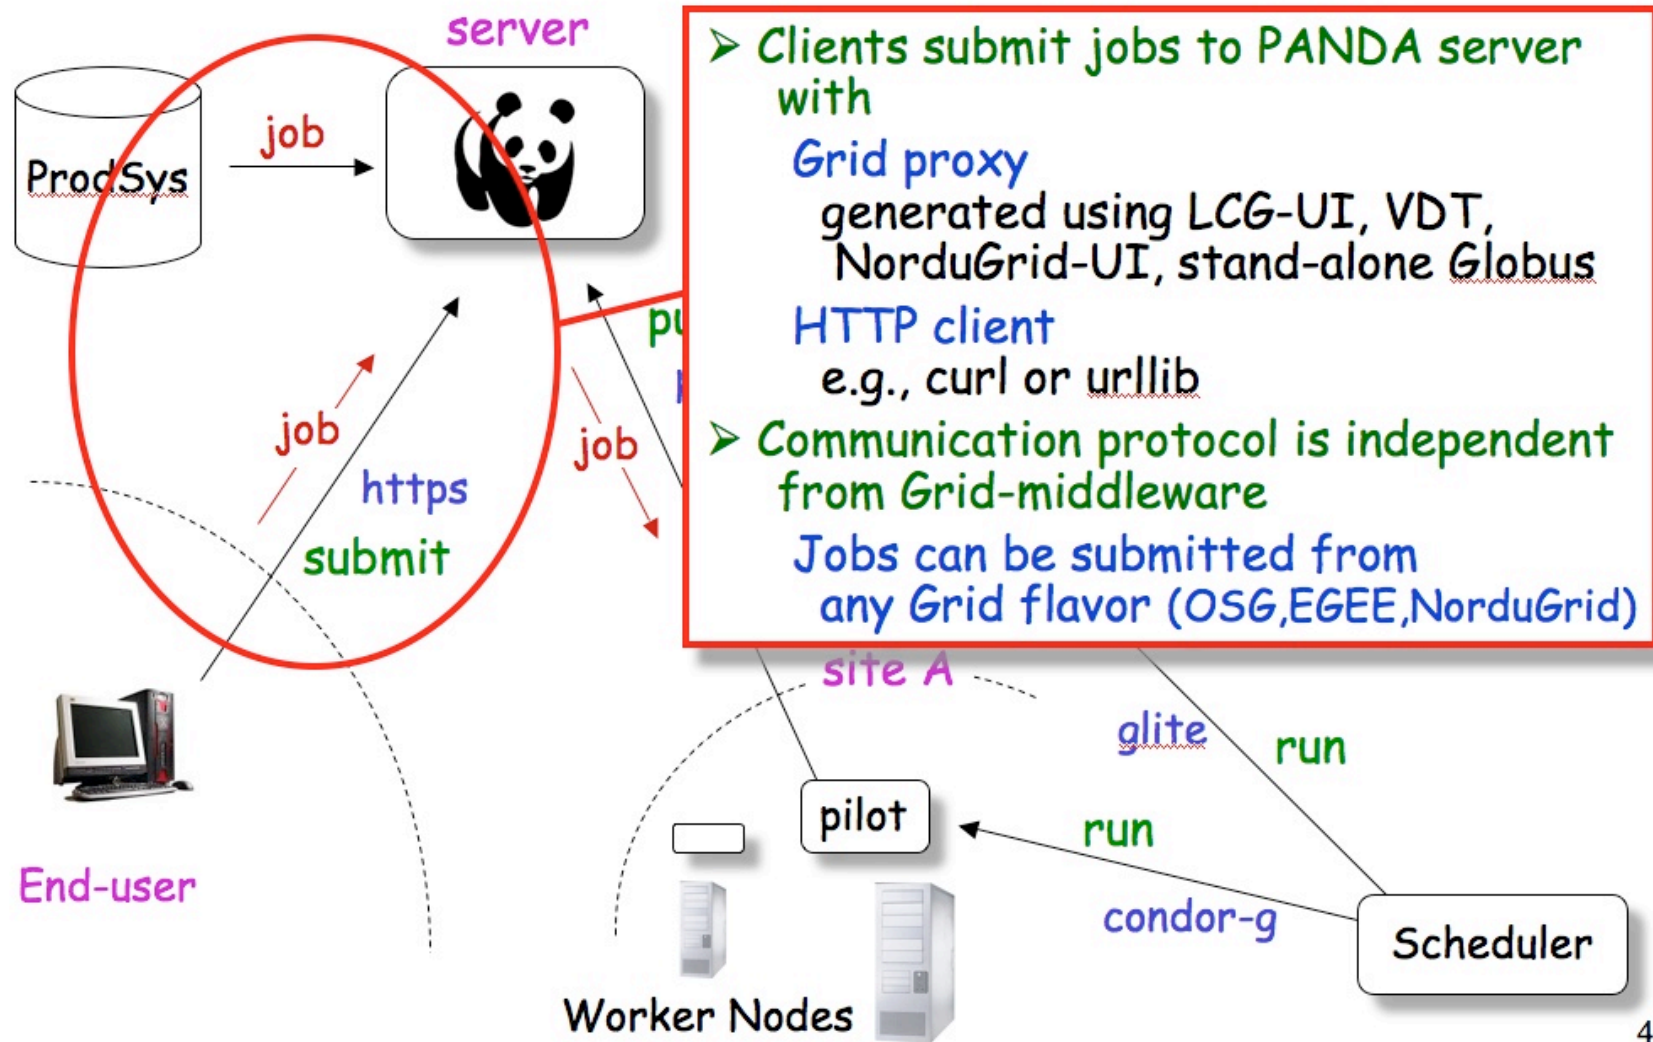 server
ProdSys
job
➢ Clients submit jobs to PANDA server
with
Grid proxy
generated using LCG-UI, VDT,
NorduGrid-UI, stand-alone Globus
HTTP client
e.g., curl or urllib
➢ Communication protocol is independent
from Grid-middleware
Jobs can be submitted from
any Grid flavor (OSG,EGEE,NorduGrid)
job
https
submit
job
End-user
site A
glite
run
pilot
run
condor-g
Scheduler
Worker Nodes
4